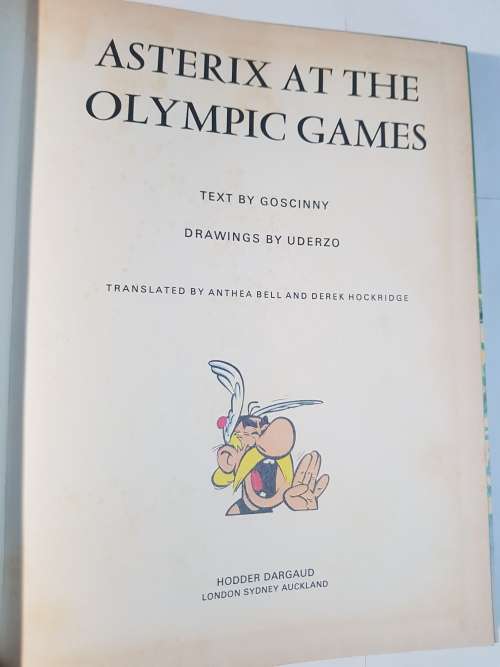 ASTERIX AT THE
OLYMPIC GAMES
TEXT BY GOSCINNY
DRAWINGS BY UDERZO
TRANSLATED BY ANTHEA BELL AND DEREK HOCKRIDGE
HODDER DARGAUD
LONDON SYDNEY AUCKLAND